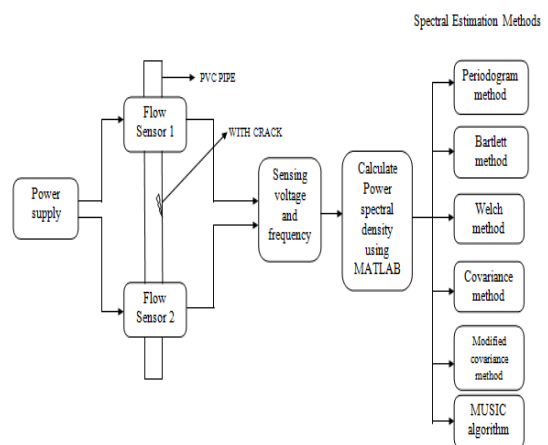 Spectral Estimation Methods
PVC PIPE
Flow
Sensor 1
WITH CRACK
Power
supply
Flow
Sensor 2
Sensing
voltage
and
frequency
Calculate
Power
spectral
density
using
MATLAB
Periodogram
method
Bartlett
method
Welch
method
Covariance
method
Modified
covariance
method
MUSIC
algorithm